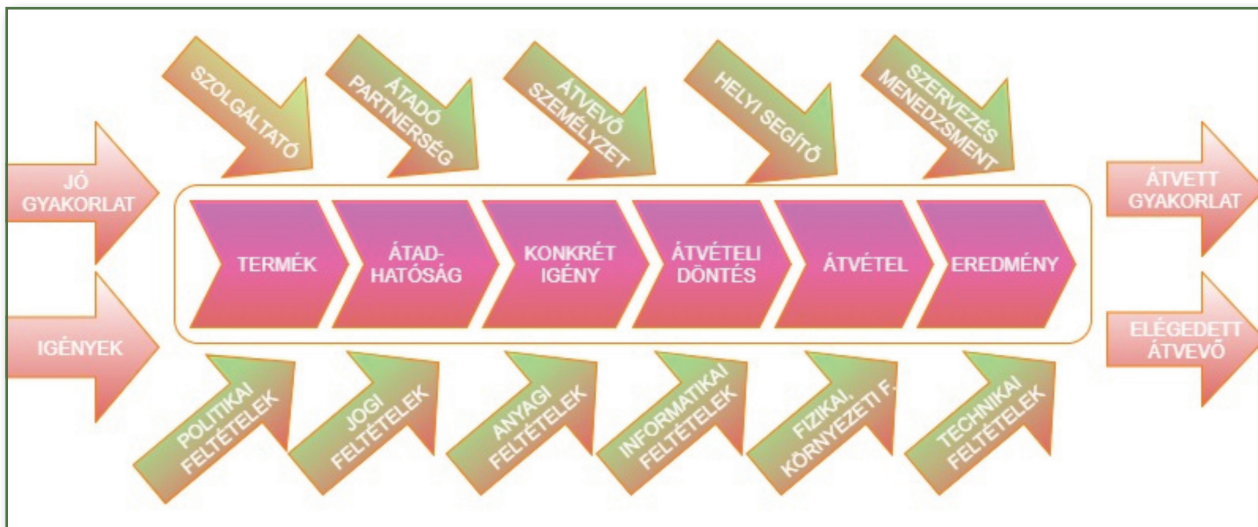 SZOLGÁLTATÓ
ÁTADÓ
PARTNERSÉG
ÁTVEVŐ
SZEMÉLYZET
HELYI SEGÍTŐ
SZERVEZÉS
MENEDZSMENT
JÓ
GYAKORLAT
IGÉNYEK
TERMÉK
ÁTAD-
HATÓSÁG
KONKRÉT
IGÉNY
ÁTVÉTELI
DÖNTÉS
ÁTVÉTEL
EREDMÉNY
ÁTVETT
GYAKORLAT
ELÉGEDETT
ÁTVEVŐ
POLITIKAI
FELTÉTELEK
JOGI
FELTÉTELEK
ANYAGI
FELTÉTELEK
INFORMATIKAI
FELTÉTELEK
FIZIKAI,
KÖRNYEZETI F.
TECHNIKAI
FELTÉTELEK